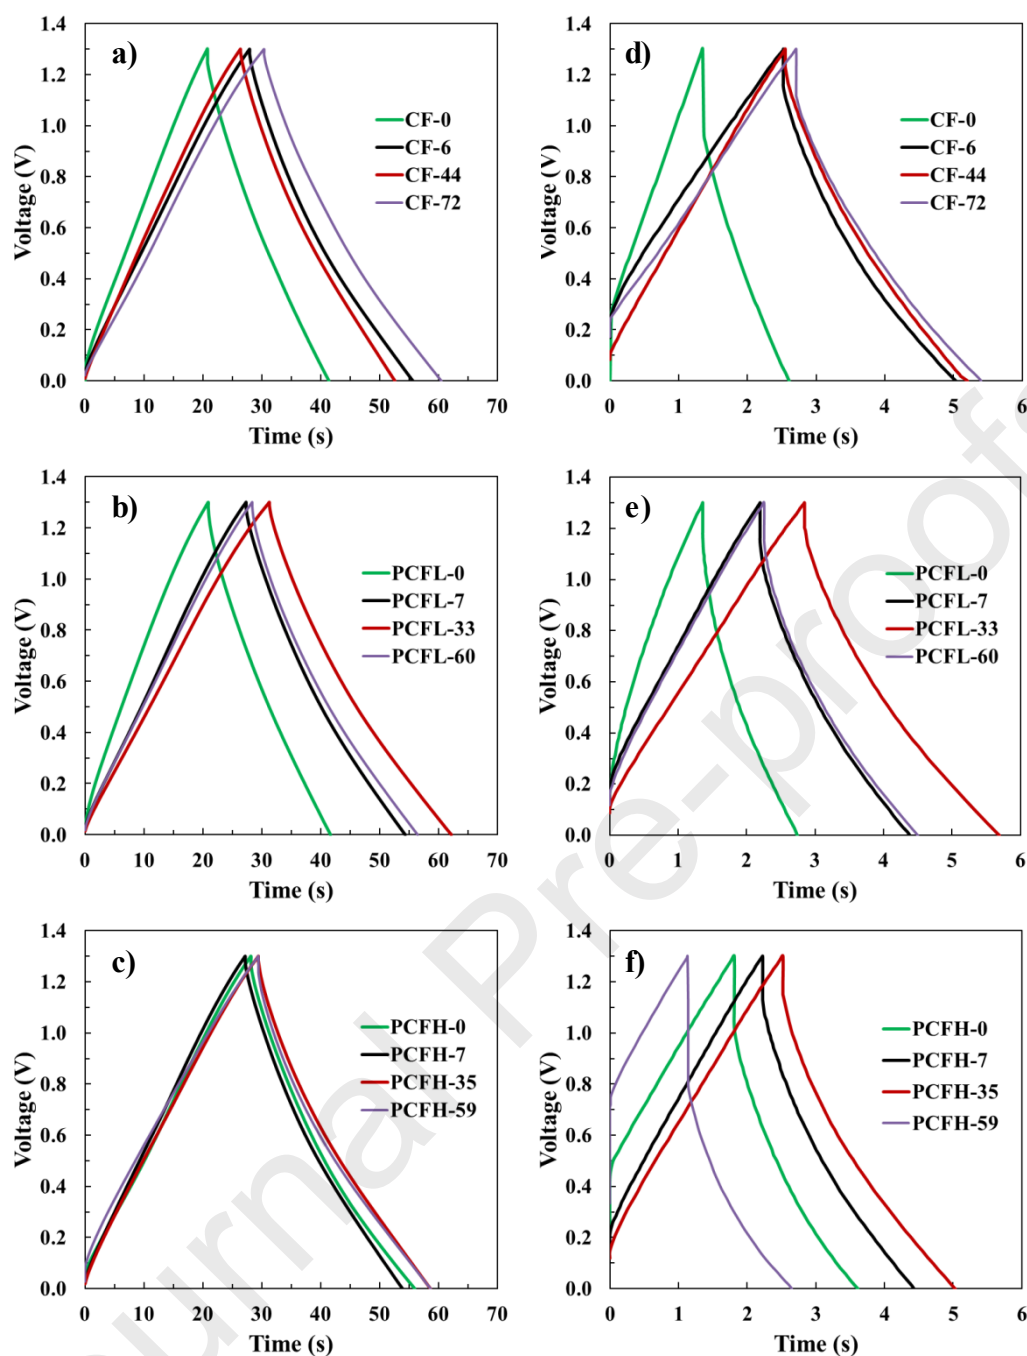 a)
1.4
1.2
1.0
0.8
0.6
0.4
0.2
0.0
Voltage (V)
CF-0
CF-6
CF-44
CF-72
0 10 20 30 40 50 60 70
Time (s)
d)
1.4
1.2
1.0
0.8
0.6
0.4
0.2
0.0
Voltage (V)
CF-0
CF-6
CF-44
CF-72
0 1 2 3 4 5 6
Time (s)
b)
1.4
1.2
1.0
0.8
0.6
0.4
0.2
0.0
Voltage (V)
PCFL-0
PCFL-7
PCFL-33
PCFL-60
0 10 20 30 40 50 60 70
Time (s)
e)
1.4
1.2
1.0
0.8
0.6
0.4
0.2
0.0
Voltage (V)
PCFL-0
PCFL-7
PCFL-33
PCFL-60
0 1 2 3 4 5 6
Time (s)
c)
1.4
1.2
1.0
0.8
0.6
0.4
0.2
0.0
Voltage (V)
PCFH-0
PCFH-7
PCFH-35
PCFH-59
0 10 20 30 40 50 60 70
Time (s)
f)
1.4
1.2
1.0
0.8
0.6
0.4
0.2
0.0
Voltage (V)
PCFH-0
PCFH-7
PCFH-35
PCFH-59
0 1 2 3 4 5 6
Time (s)
urnal Pre-proofs